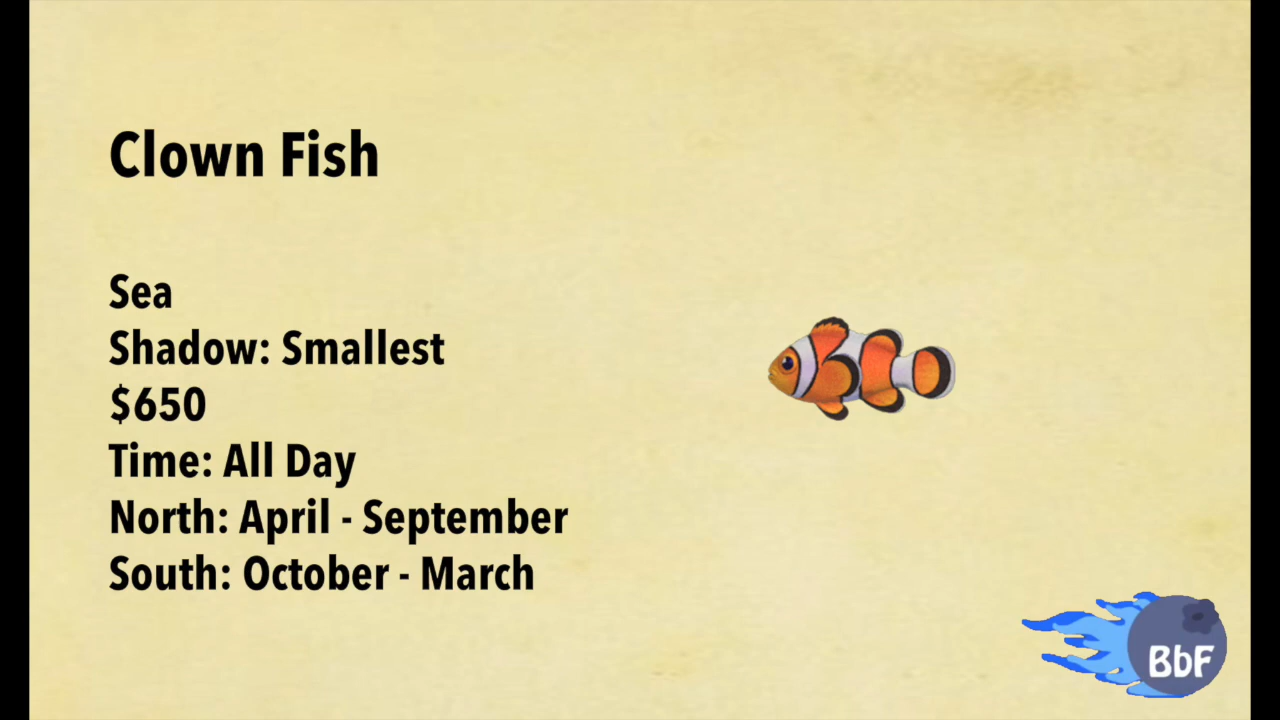 Clown Fish
Sea
Shadow: Smallest
$650
Time: All Day
North: April - September
South: October - March
BbF